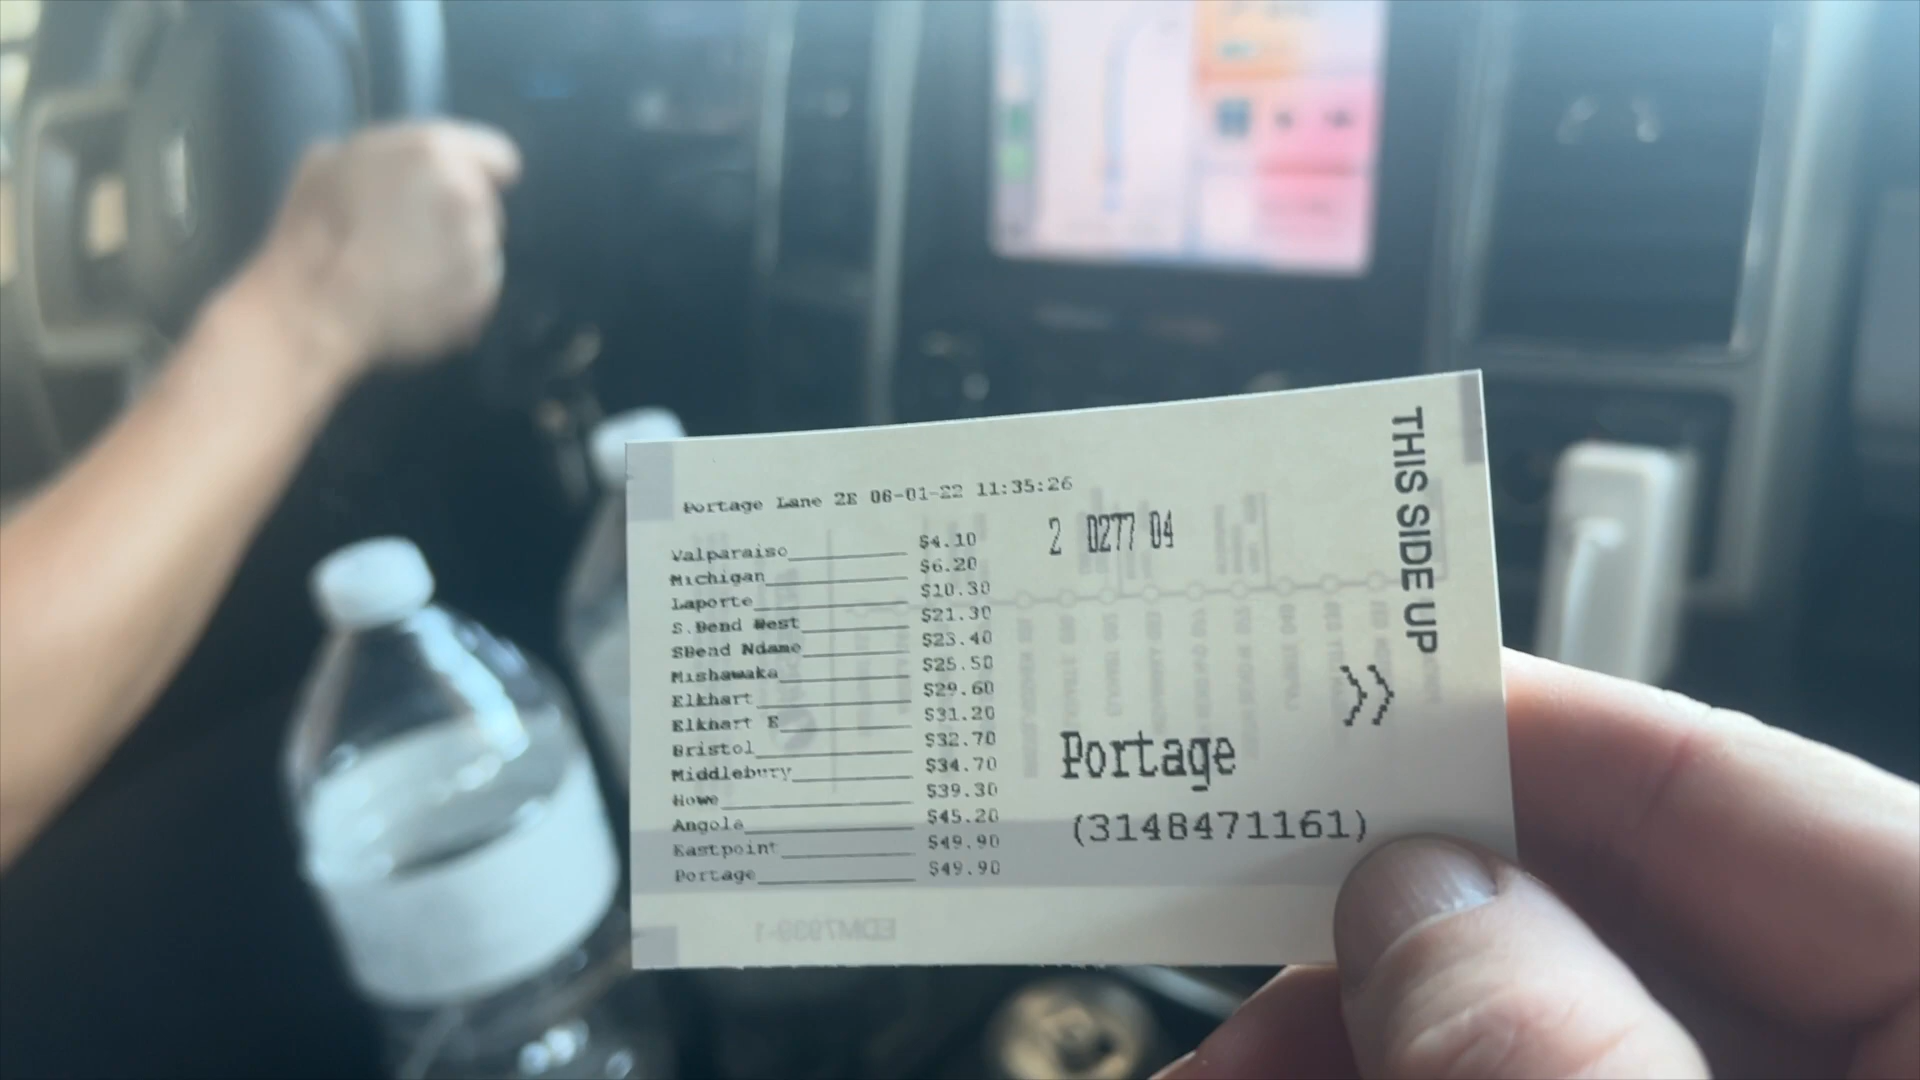 Portage Lane 2E 06-01-22 11:35:26
Valparaiso $4.10
Michigan $6.20
Laporte $10.30
S.Bend West $21.30
SBend Ndame $23.40
Mishawaka $25.50
Elkhart $29.60
Elkhart E $31.20
Bristol $32.70
Middlebury $34.70
Howe $39.30
Angola $45.20
Eastpoint $49.90
Portage $49.90
2 0277 04
Portage
(3148471161)
THIS SIDE UP
EDM7939-1